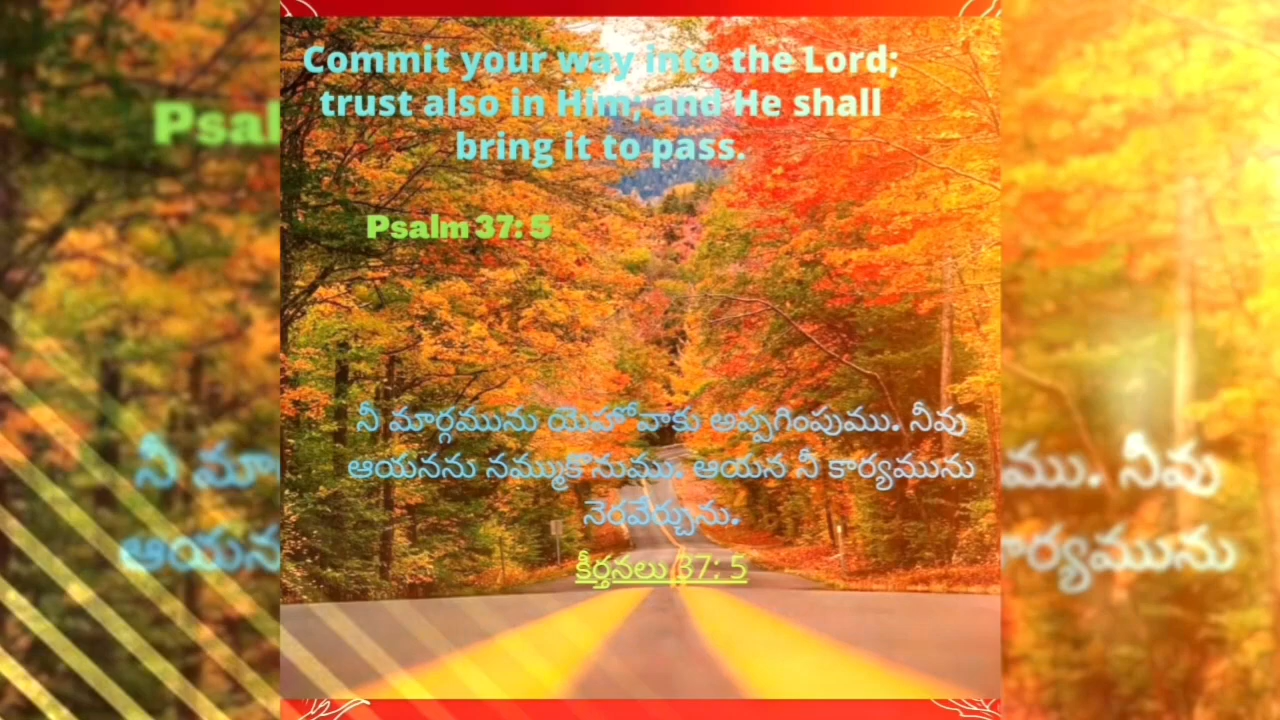 Commit your way into the Lord;
trust also in Him; and He shall
bring it to pass.
Psalm 37: 5
నీ మార్గమును యెహోవాకు అప్పగింపుము. నీవు
ఆయనను నమ్ముకొనుము. ఆయన నీ కార్యమును
నెరవేర్చును.
కీర్తనలు 37: 5